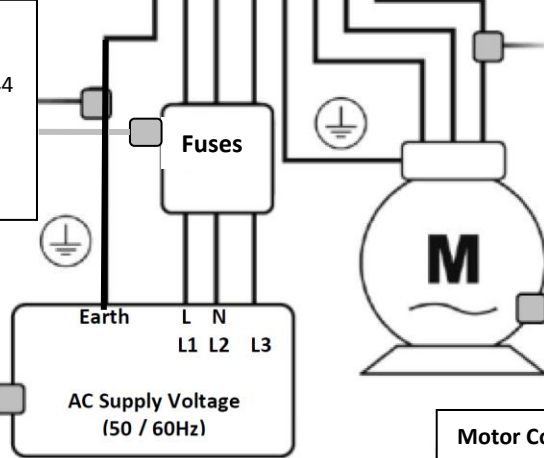 4
Fuses
M
Earth L N
L1 L2 L3
AC Supply Voltage
(50 / 60Hz)
Motor Co